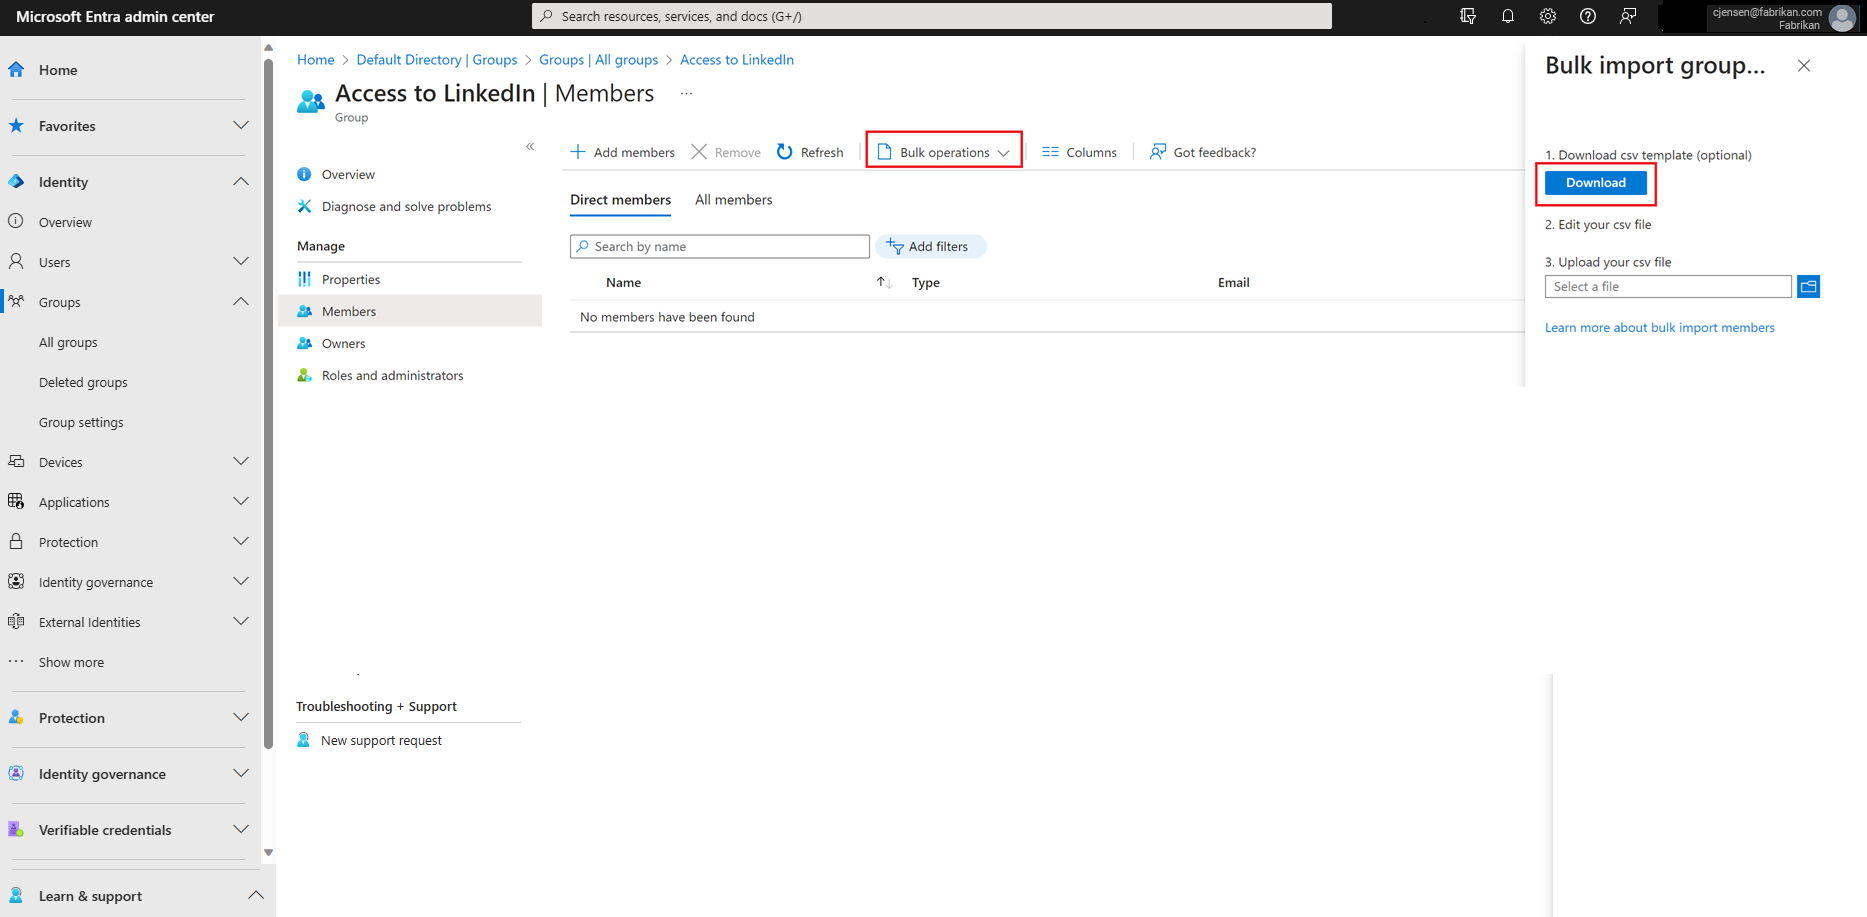 Microsoft Entra admin center
Search resources, services, and docs (G+/)
cjensen@fabrikan.com
Fabrikan
Home
Favorites
Identity
Overview
Users
Groups
All groups
Deleted groups
Group settings
Devices
Applications
Protection
Identity governance
External Identities
Show more
Protection
Identity governance
Verifiable credentials
Learn & support
Home > Default Directory | Groups > Groups | All groups > Access to LinkedIn
Access to LinkedIn | Members ...
Group
Overview
Diagnose and solve problems
Manage
Properties
Members
Owners
Roles and administrators
Troubleshooting + Support
New support request
Add members Remove Refresh Bulk operations Columns Got feedback?
Direct members All members
Search by name Add filters
Name Type Email
No members have been found
Bulk import group...
1. Download csv template (optional)
Download
2. Edit your csv file
3. Upload your csv file
Select a file
Learn more about bulk import members